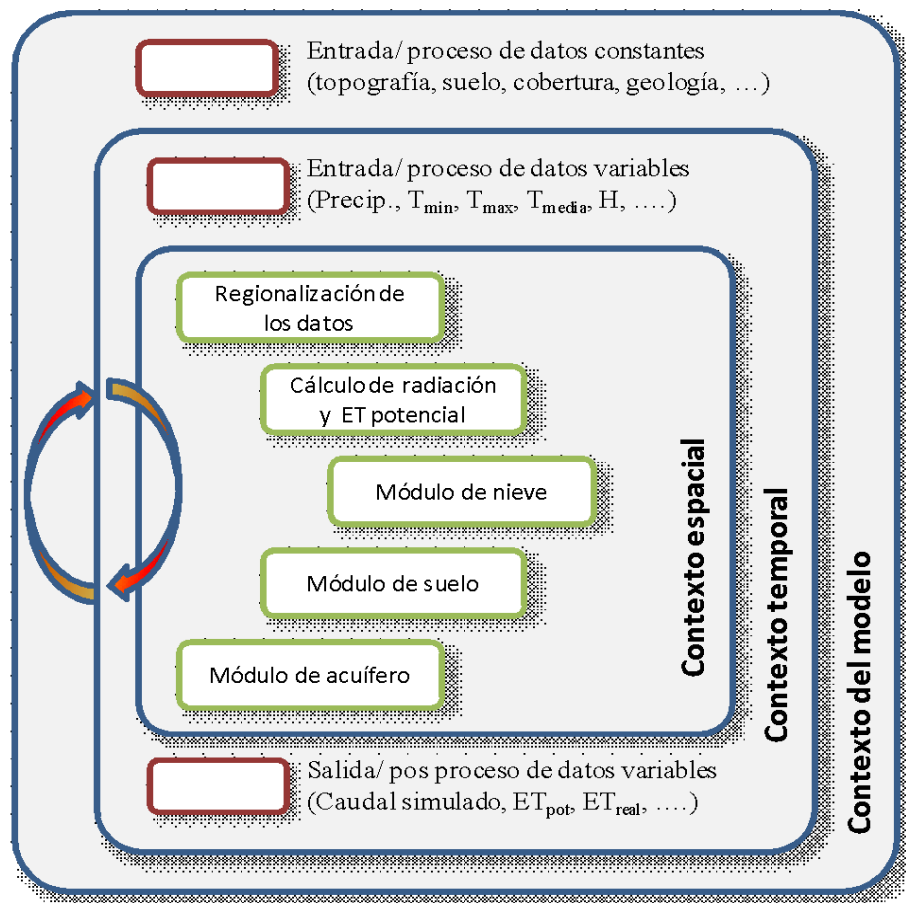 Entrada/ proceso de datos constantes
(topografía, suelo, cobertura, geología, …)
Entrada/ proceso de datos variables
(Precip., Tmin, Tmax, Tmedia, H, ….)
Regionalización de
los datos
Cálculo de radiación
y ET potencial
Módulo de nieve
Módulo de suelo
Módulo de acuífero
Contexto espacial
Contexto temporal
Contexto del modelo
Salida/ pos proceso de datos variables
(Caudal simulado, ETpot, ETreal, ….)